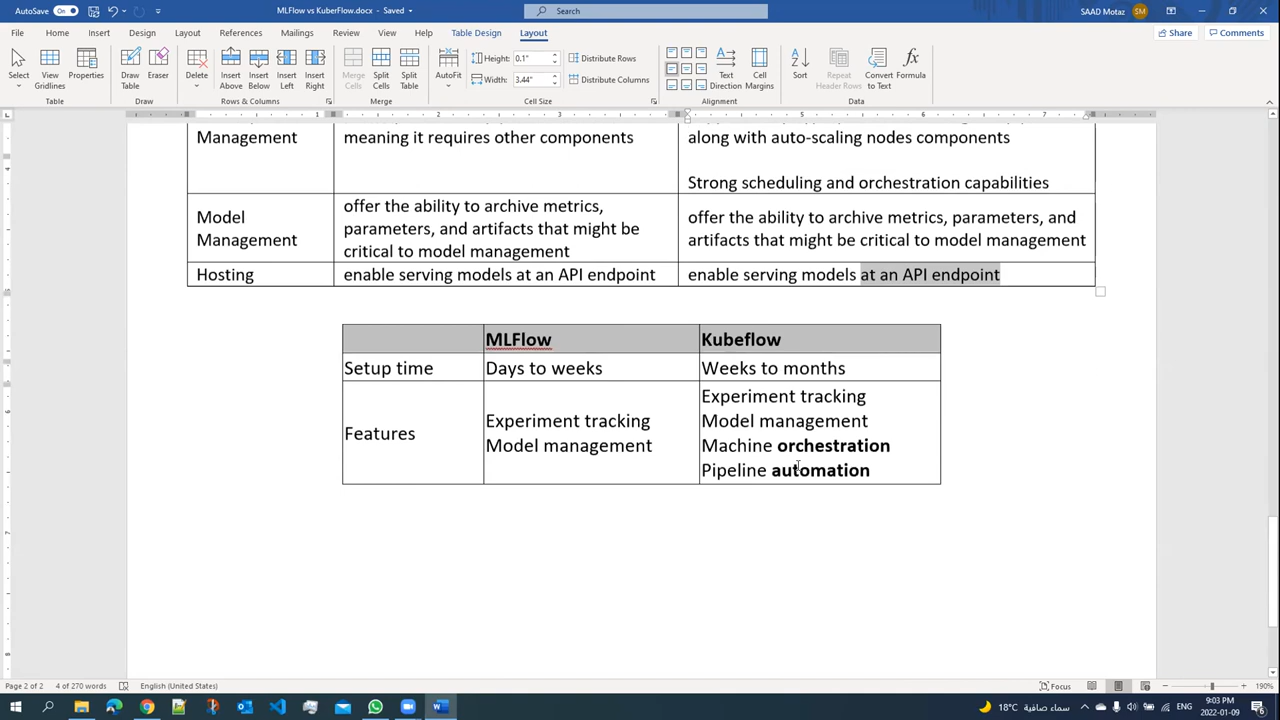 AutoSave On MLFlow vs KuberFlow.docx - Saved Search SAAD Motaz SM
File Home Insert Design Layout References Mailings Review View Help Table Design Layout Share Comments
Select View Gridlines Properties Draw Table Eraser Delete Insert Above Insert Below Insert Left Insert Right Merge Cells Split Cells Split Table AutoFit Height: 0.1" Width: 3.44" Distribute Rows Distribute Columns Text Direction Cell Margins Sort Repeat Header Rows Convert to Text Formula
Table Draw Rows & Columns Merge Cell Size Alignment Data
Management meaning it requires other components along with auto-scaling nodes components
Strong scheduling and orchestration capabilities
Model Management
offer the ability to archive metrics,
parameters, and artifacts that might be
critical to model management
offer the ability to archive metrics, parameters, and
artifacts that might be critical to model management
Hosting enable serving models at an API endpoint enable serving models at an API endpoint
MLFlow Kubeflow
Setup time Days to weeks Weeks to months
Features
Experiment tracking
Model management
Experiment tracking
Model management
Machine orchestration
Pipeline automation
Page 2 of 2 4 of 270 words English (United States) Focus 190%
18°C سماء صافية ENG 9:03 PM
2022-01-09